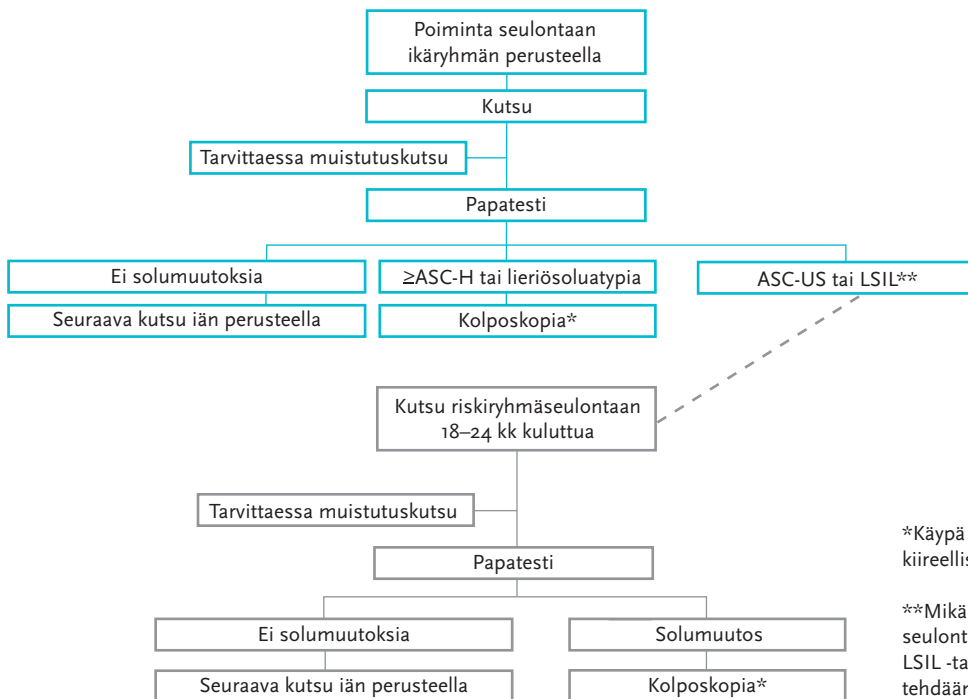 Poiminta seulontaan
ikäryhmän perusteella
Kutsu
Tarvittaessa muistutuskutsu
Papatesti
Ei solumuutoksia
≥ASC-H tai lieriösoluatypia
ASC-US tai LSIL**
Seuraava kutsu iän perusteella
Kolposkopia*
Kutsu riskiryhmäseulontaan
18–24 kk kuluttua
Tarvittaessa muistutuskutsu
Papatesti
Ei solumuutoksia
Solumuutos
Seuraava kutsu iän perusteella
Kolposkopia*
*Käypä
kiireellis
**Mikä
seulont
LSIL -ta
tehdään